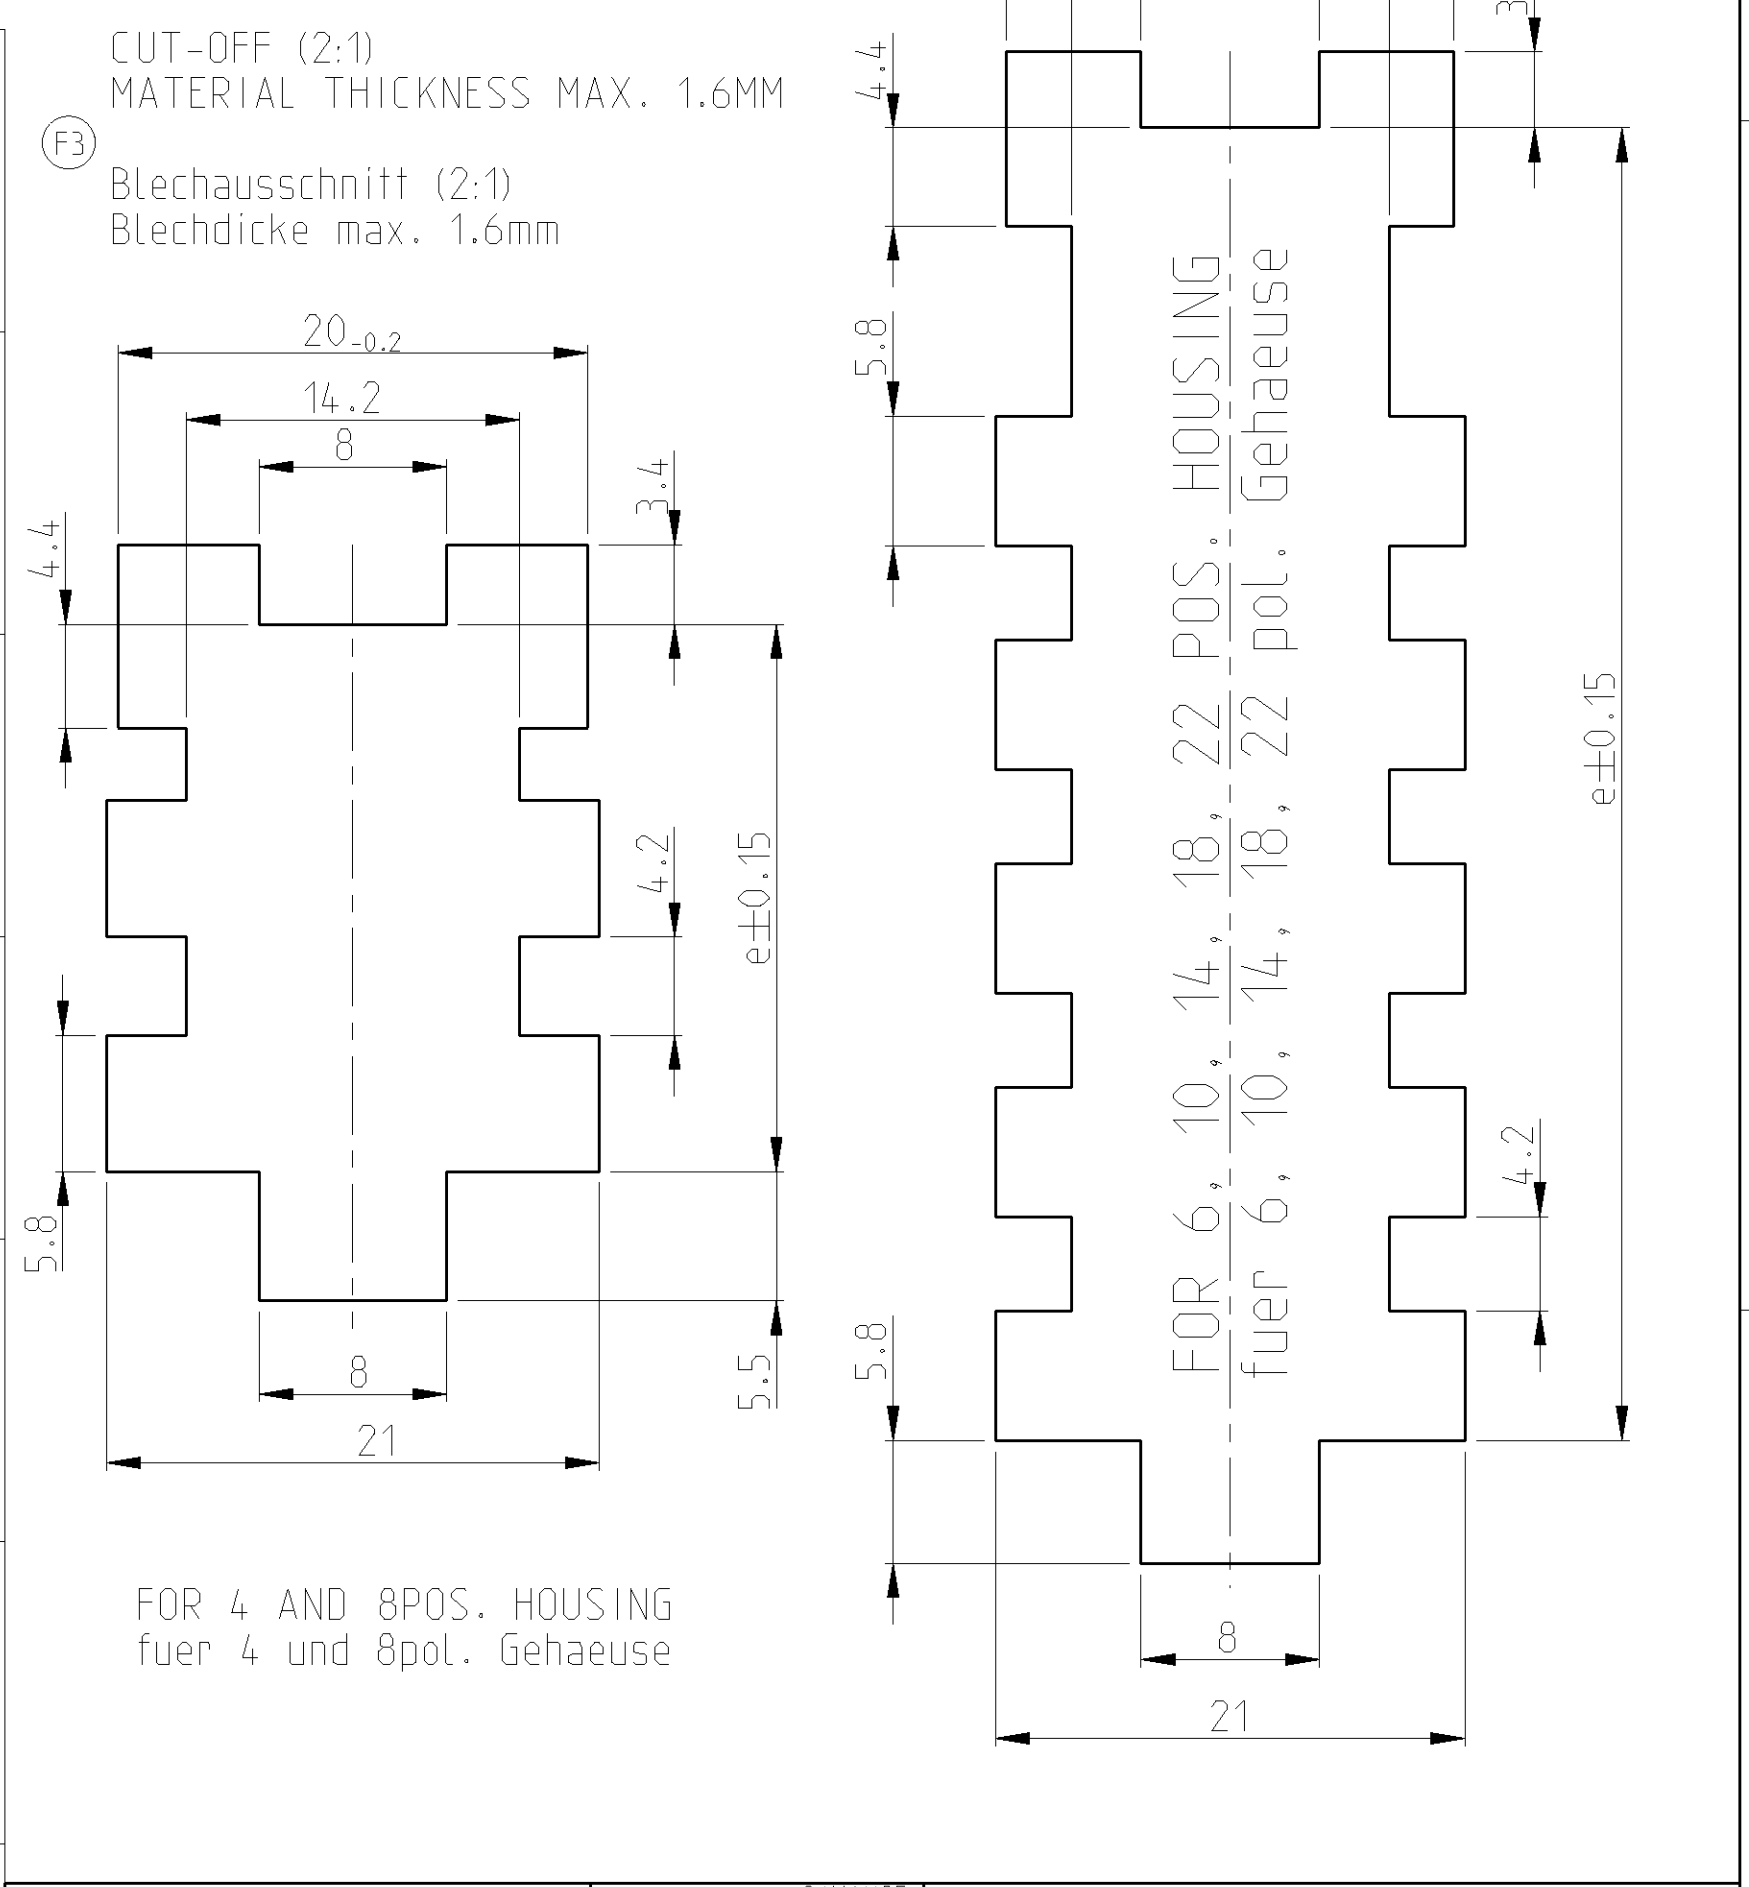 CUT-OFF (2:1)
MATERIAL THICKNESS MAX. 1.6MM
F3
Blechausschnitt (2:1)
Blechdicke max. 1.6mm
20-0.2
14.2
8
3.4
4.4
4.2
e±0.15
5.8
5.5
8
21
FOR 4 AND 8POS. HOUSING
fuer 4 und 8pol. Gehaeuse
3
4.4
5.8
FOR 6, 10, 14, 18, 22 POS. HOUSING
fuer 6, 10, 14, 18, 22 pol. Gehaeuse
e±0.15
4.2
5.8
8
21